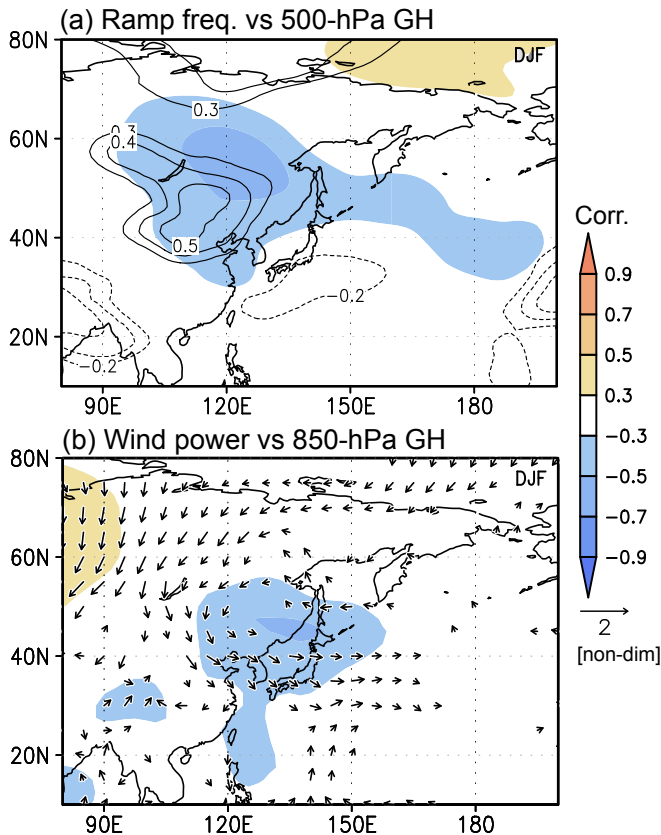 (a) Ramp freq. vs 500-hPa GH
80N
DJF
0.3
60N
0.3
0.4
40N
0.5
−0.2
20N
−0.2
90E
120E
150E
180
Corr.
0.9
0.7
0.5
0.3
−0.3
−0.5
−0.7
−0.9
2
[non-dim]
(b) Wind power vs 850-hPa GH
80N
DJF
60N
40N
20N
90E
120E
150E
180